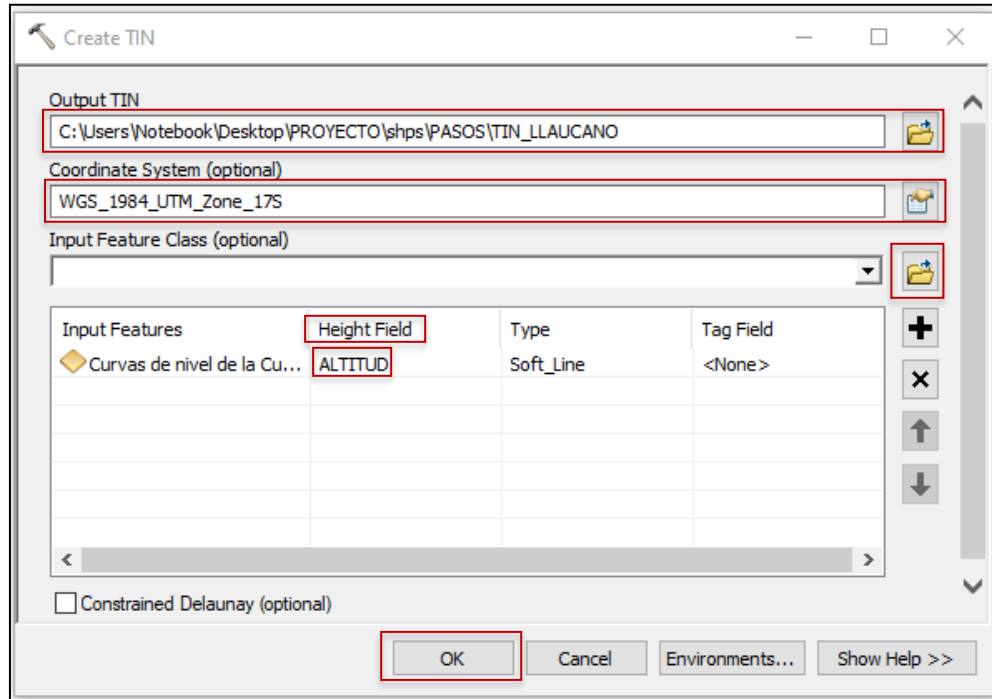 Create TIN
Output TIN
C:\Users\Notebook\Desktop\PROYECTO\shps\PASOS\TIN_LLAUCANO
Coordinate System (optional)
WGS_1984_UTM_Zone_17S
Input Feature Class (optional)
Input Features Height Field Type Tag Field
Curvas de nivel de la Cu... ALTITUD Soft_Line <None>
Constrained Delaunay (optional)
OK Cancel Environments... Show Help >>